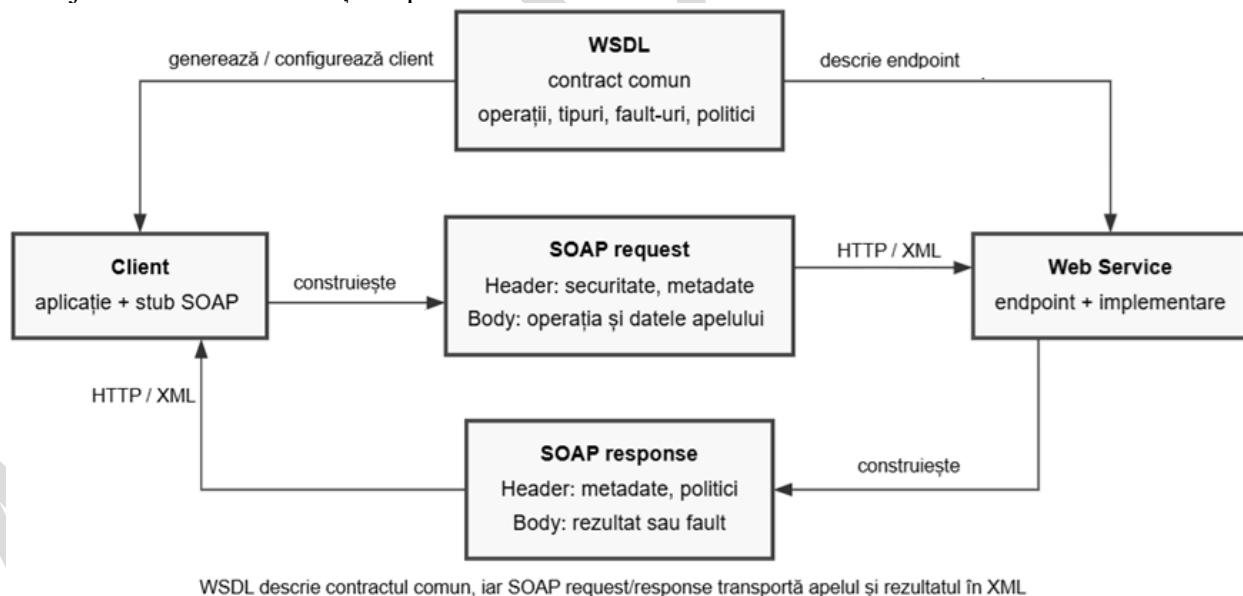 WSDL
contract comun
operații, tipuri, fault-uri, politici
generează / configurează client
descrie endpoint
Client
aplicație + stub SOAP
construiește
SOAP request
Header: securitate, metadate
Body: operația și datele apelului
HTTP / XML
Web Service
endpoint + implementare
HTTP / XML
SOAP response
Header: metadate, politici
Body: rezultat sau fault
construiește
WSDL descrie contractul comun, iar SOAP request/response transportă apelul și rezultatul în XML